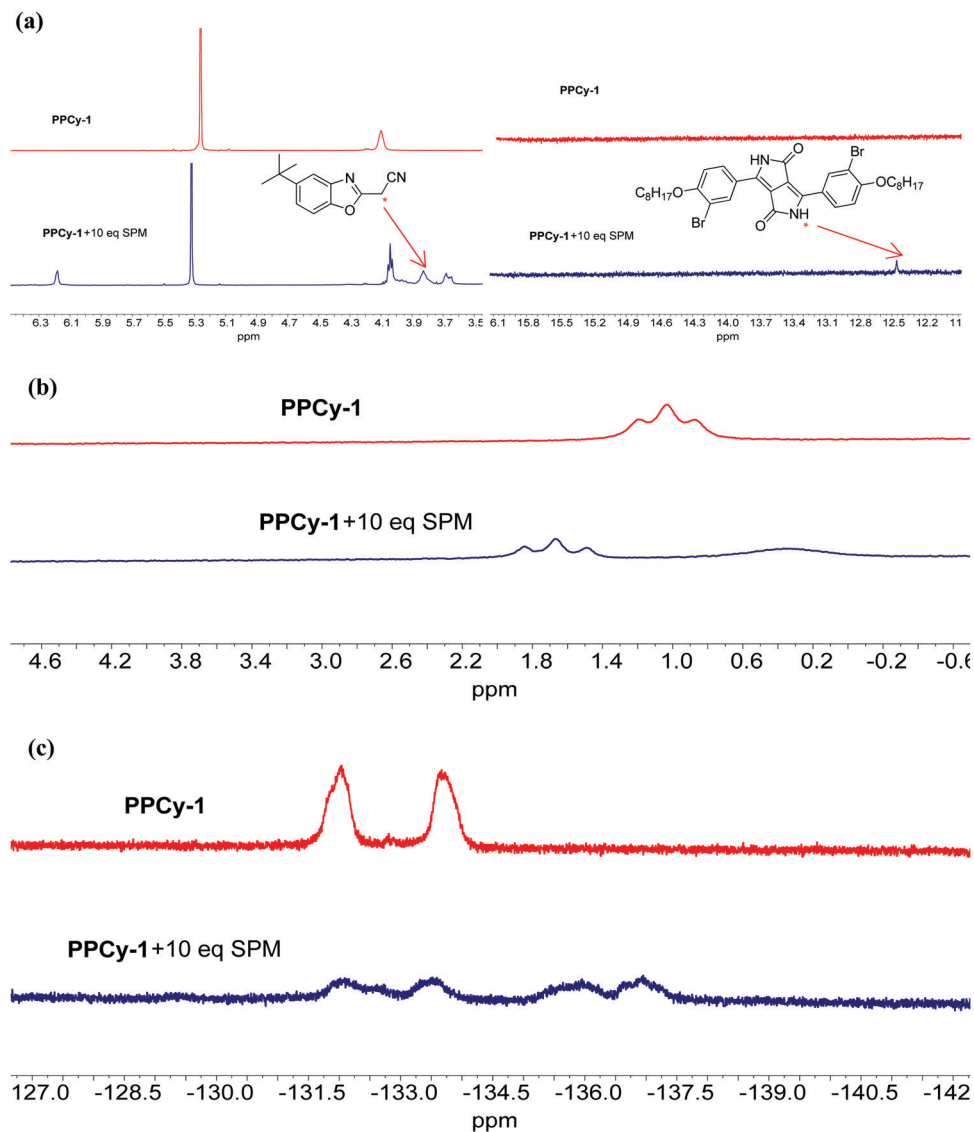 (a)
PPCy-1
PPCy-1
N
CN
O
*
HN
O
Br
C8H17O
OC8H17
Br
O
NH
*
PPCy-1+10 eq SPM
PPCy-1+10 eq SPM
6.3 6.1 5.9 5.7 5.5 5.3 5.1 4.9 4.7 4.5 4.3 4.1 3.9 3.7 3.5
ppm
6.1 15.8 15.5 15.2 14.9 14.6 14.3 14.0 13.7 13.4 13.1 12.8 12.5 12.2 11
ppm
(b)
PPCy-1
PPCy-1+10 eq SPM
4.6 4.2 3.8 3.4 3.0 2.6 2.2 1.8 1.4 1.0 0.6 0.2 -0.2 -0.6
ppm
(c)
PPCy-1
PPCy-1+10 eq SPM
127.0 -128.5 -130.0 -131.5 -133.0 -134.5 -136.0 -137.5 -139.0 -140.5 -142
ppm